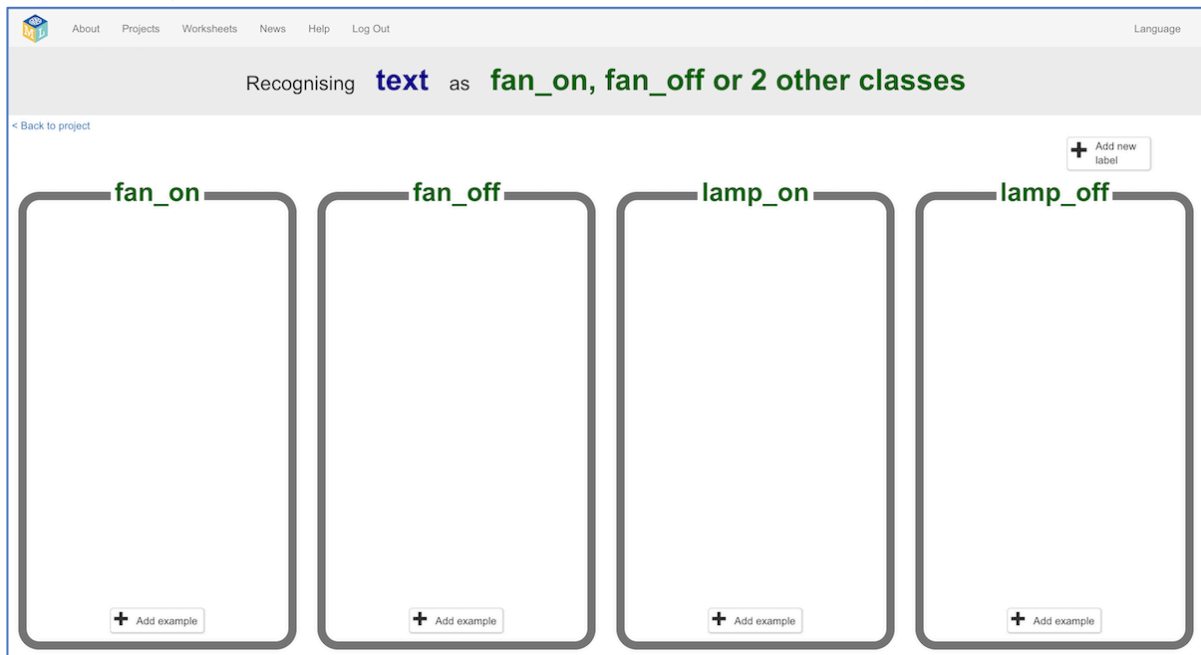 About Projects Worksheets News Help Log Out Language
Recognising text as fan_on, fan_off or 2 other classes
< Back to project
Add new
label
fan_on fan_off lamp_on lamp_off
Add example Add example Add example Add example